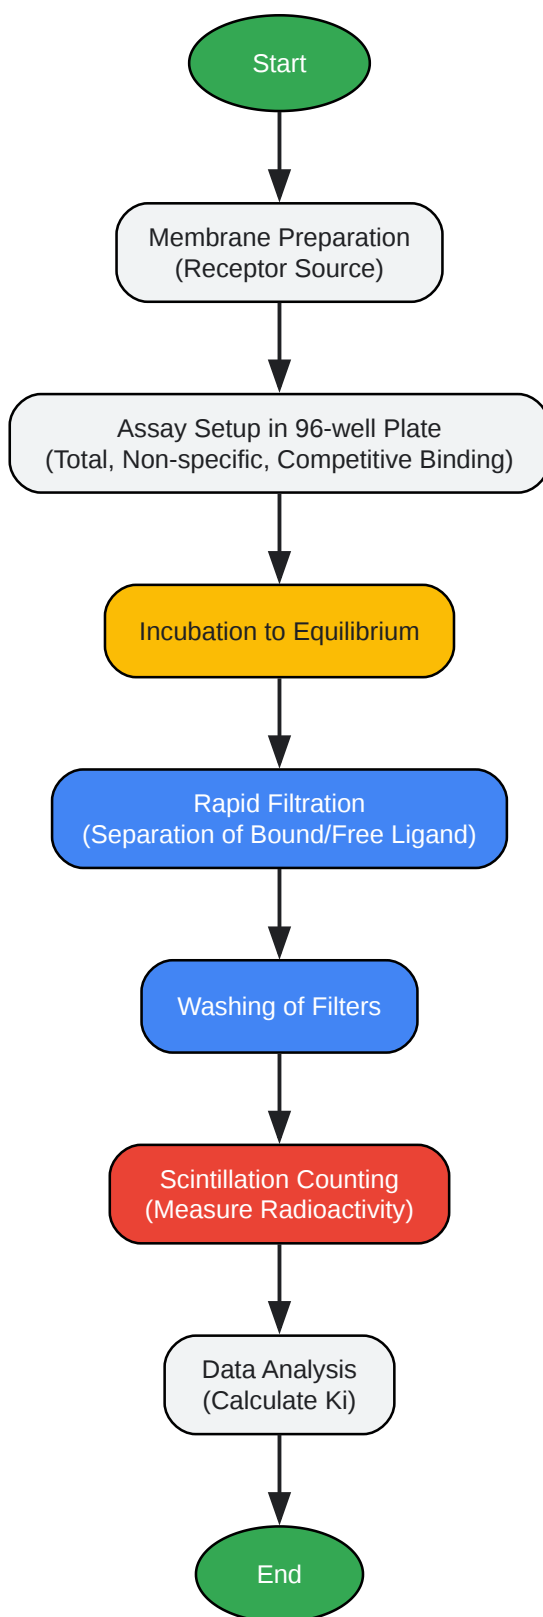 Start
Membrane Preparation
(Receptor Source)
Assay Setup in 96-well Plate
(Total, Non-specific, Competitive Binding)
Incubation to Equilibrium
Rapid Filtration
(Separation of Bound/Free Ligand)
Washing of Filters
Scintillation Counting
(Measure Radioactivity)
Data Analysis
(Calculate Ki)
End